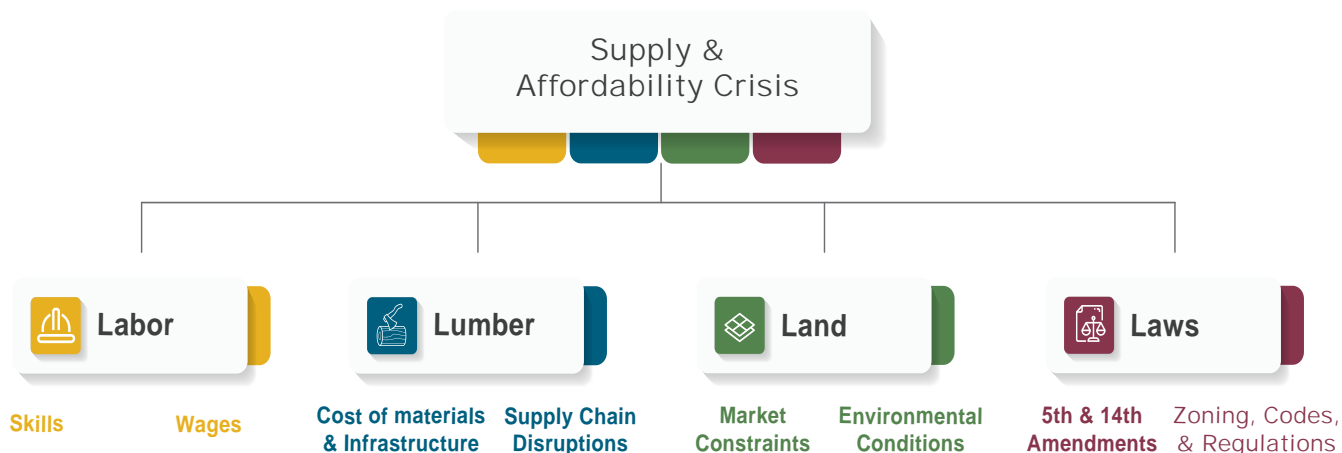 Supply &
Affordability Crisis
Labor
Lumber
Land
Laws
Skills
Wages
Cost of materials
& Infrastructure
Supply Chain
Disruptions
Market
Constraints
Environmental
Conditions
5th & 14th
Amendments
Zoning, Codes,
& Regulations